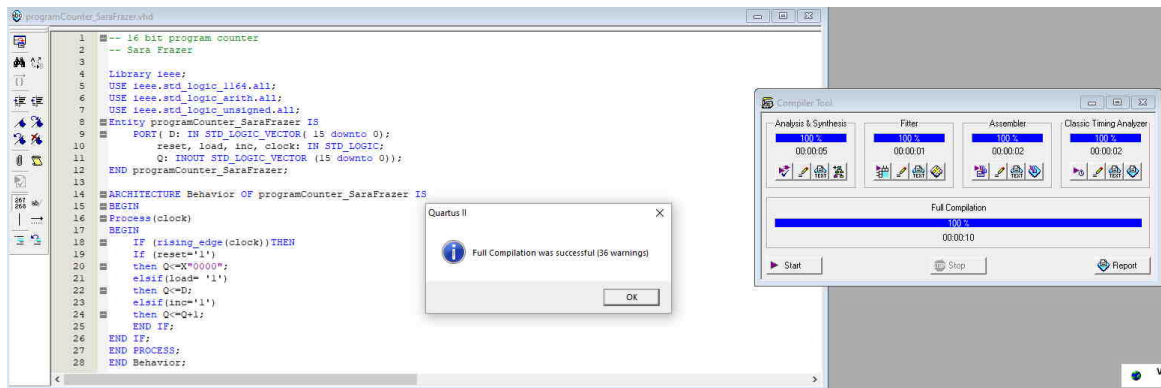 programCounter_SaraFrazer.vhd
1 -- 16 bit program counter
2 -- Sara Frazer
3
4 Library ieee;
5 USE ieee.std_logic_1164.all;
6 USE ieee.std_logic_arith.all;
7 USE ieee.std_logic_unsigned.all;
8 Entity programCounter_SaraFrazer IS
9 PORT( D: IN STD_LOGIC_VECTOR( 15 downto 0);
10 reset, load, inc, clock: IN STD_LOGIC;
11 Q: INOUT STD_LOGIC_VECTOR (15 downto 0));
12 END programCounter_SaraFrazer;
13
14 ARCHITECTURE Behavior OF programCounter_SaraFrazer IS
15 BEGIN
16 Process(clock)
17 BEGIN
18 IF (rising_edge(clock))THEN
19 If (reset='1')
20 then Q<=X"0000";
21 elsif(load= '1')
22 then Q<=D;
23 elsif(inc='1')
24 then Q<=Q+1;
25 END IF;
26 END IF;
27 END PROCESS;
28 END Behavior;
267
268 ab/
Quartus II
Full Compilation was successful (36 warnings)
OK
Compiler Tool
Analysis & Synthesis
100 %
00:00:05
TEXT
Fitter
100 %
00:00:01
TEXT
Assembler
100 %
00:00:02
TEXT
Classic Timing Analyzer
100 %
00:00:02
TEXT
Full Compilation
100 %
00:00:10
Start
Stop
Report